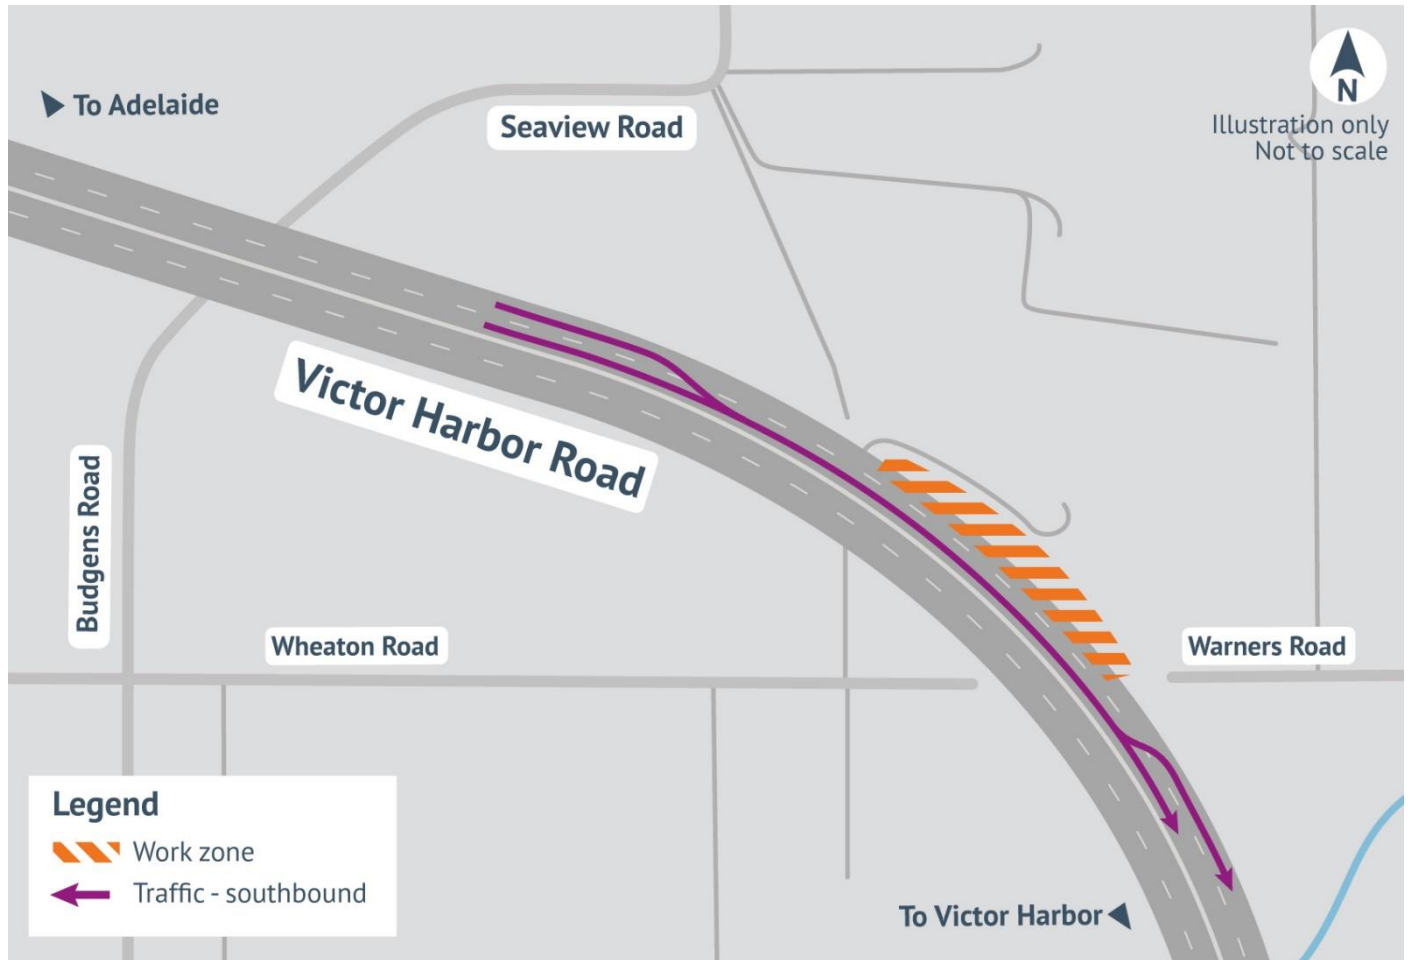 To Adelaide
Seaview Road
N
Illustration only
Not to scale
Victor Harbor Road
Budgens Road
Wheaton Road
Warners Road
Legend
Work zone
Traffic - southbound
To Victor Harbor